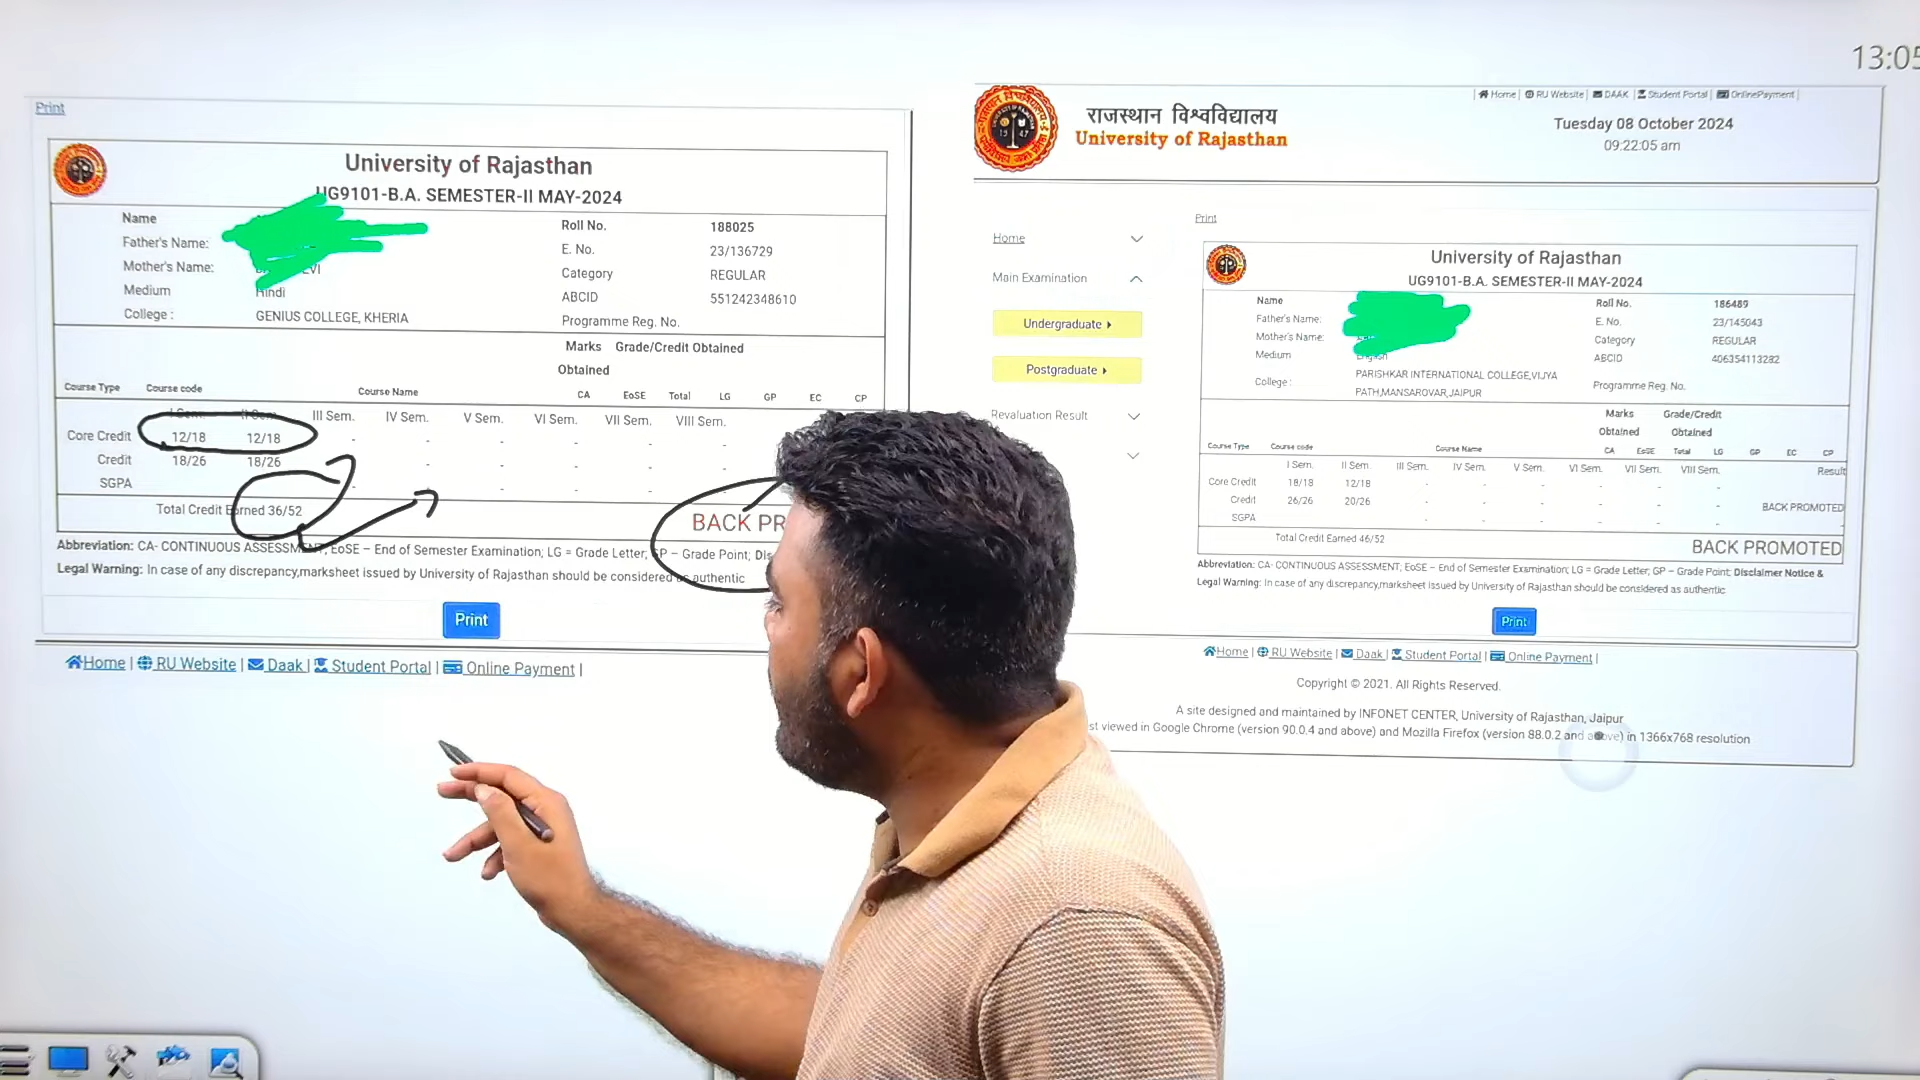 13:05
Print
University of Rajasthan
UG9101-B.A. SEMESTER-II MAY-2024
Name
Father's Name:
Mother's Name:
Medium Hindi
College : GENIUS COLLEGE, KHERIA
Roll No. 188025
E. No. 23/136729
Category REGULAR
ABCID 551242348610
Programme Reg. No.
Marks Grade/Credit Obtained
Obtained
Course Type Course code Course Name CA EoSE Total LG GP EC CP
III Sem. IV Sem. V Sem. VI Sem. VII Sem. VIII Sem.
Core Credit 12/18 12/18 - - - - - -
Credit 18/26 18/26 - - - - -
SGPA - - - - - -
Total Credit Earned 36/52
BACK PR
Abbreviation: CA- CONTINUOUS ASSESSMENT; EoSE – End of Semester Examination; LG = Grade Letter; GP – Grade Point; Dis
Legal Warning: In case of any discrepancy,marksheet issued by University of Rajasthan should be considered as authentic
Print
Home | RU Website | Daak | Student Portal | Online Payment |
Home | RU Website | DAAK | Student Portal | OnlinePayment |
राजस्थान विश्वविद्यालय
University of Rajasthan
Tuesday 08 October 2024
09:22:05 am
Home
Main Examination
Undergraduate
Postgraduate
Revaluation Result
Print
University of Rajasthan
UG9101-B.A. SEMESTER-II MAY-2024
Name
Father's Name:
Mother's Name:
Medium English
College : PARISHKAR INTERNATIONAL COLLEGE,VIJYA
PATH,MANSAROVAR,JAIPUR
Roll No. 186489
E. No. 23/145043
Category REGULAR
ABCID 406354113282
Programme Reg. No.
Marks Grade/Credit
Obtained Obtained
Course Type Course code Course Name CA EoSE Total LG GP EC CP
I Sem. II Sem. III Sem. IV Sem. V Sem. VI Sem. VII Sem. VIII Sem. Result
Core Credit 18/18 12/18 - - - - - -
Credit 26/26 20/26 - - - - - - BACK PROMOTED
SGPA - - - - - -
Total Credit Earned 46/52
BACK PROMOTED
Abbreviation: CA- CONTINUOUS ASSESSMENT; EoSE – End of Semester Examination; LG = Grade Letter; GP – Grade Point; Disclaimer Notice &
Legal Warning: In case of any discrepancy,marksheet issued by University of Rajasthan should be considered as authentic
Print
Home | RU Website | Daak | Student Portal | Online Payment |
Copyright © 2021. All Rights Reserved.
A site designed and maintained by INFONET CENTER, University of Rajasthan, Jaipur
st viewed in Google Chrome (version 90.0.4 and above) and Mozilla Firefox (version 88.0.2 and above) in 1366x768 resolution